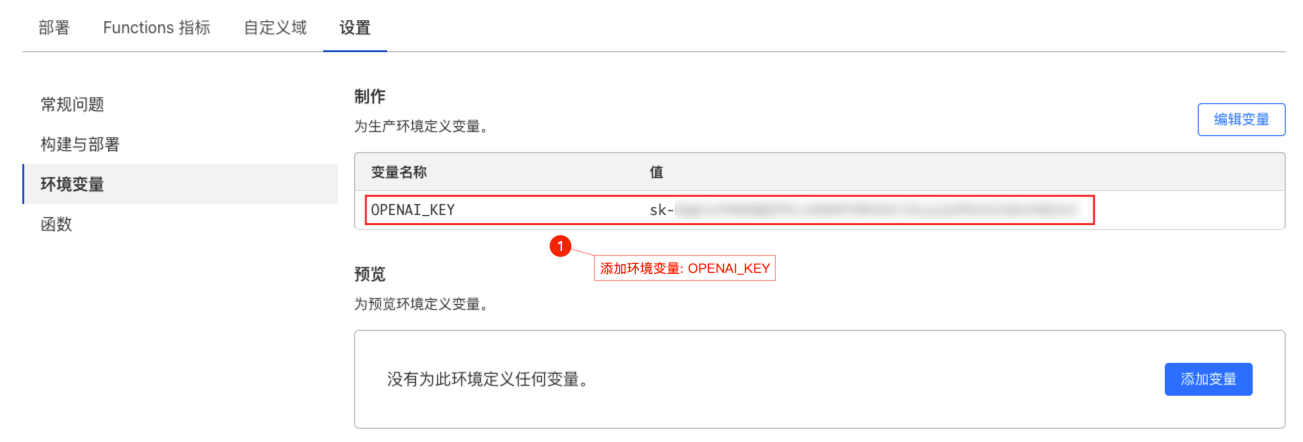 部署 Functions 指标 自定义域 设置
常规问题
构建与部署
环境变量
函数
制作
为生产环境定义变量。
编辑变量
变量名称 值
OPENAI_KEY sk-
1
添加环境变量: OPENAI_KEY
预览
为预览环境定义变量。
没有为此环境定义任何变量。
添加变量